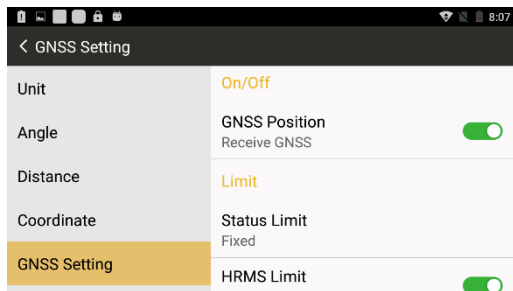 8:07
GNSS Setting
Unit
Angle
Distance
Coordinate
GNSS Setting
On/Off
GNSS Position
Receive GNSS
Limit
Status Limit
Fixed
HRMS Limit